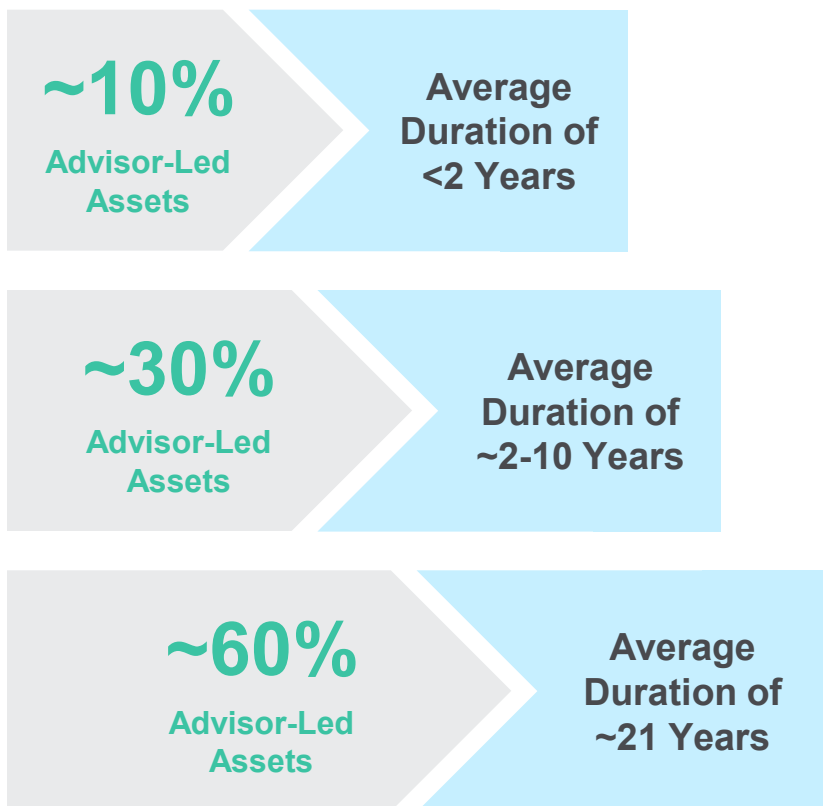 ~10%
Advisor-Led
Assets
Average
Duration of
<2 Years
~30%
Advisor-Led
Assets
Average
Duration of
~2-10 Years
~60%
Advisor-Led
Assets
Average
Duration of
~21 Years